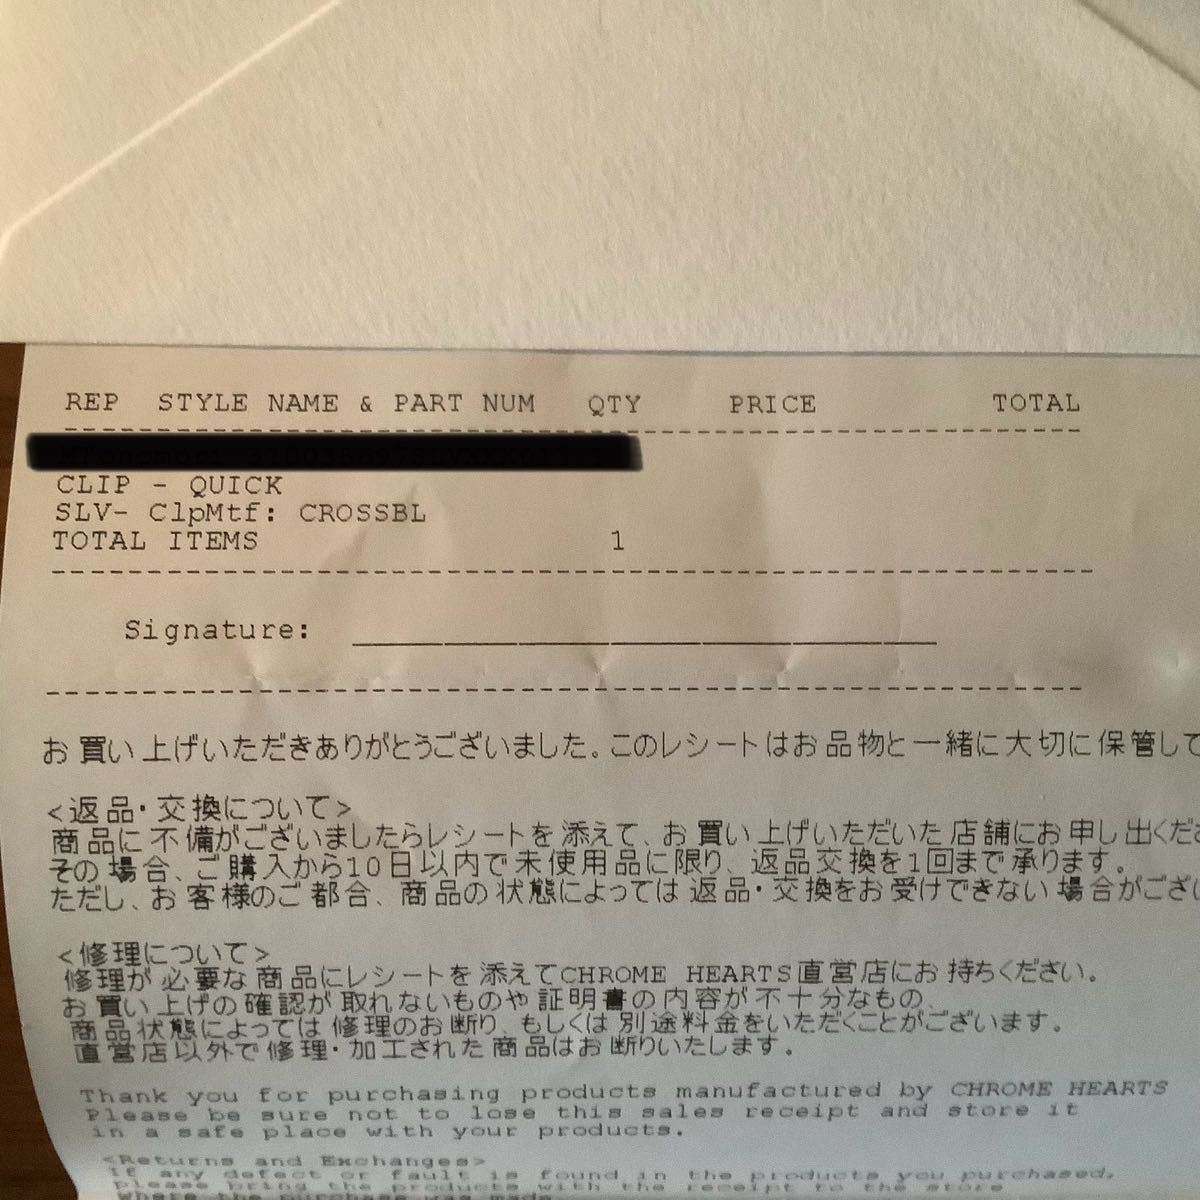 REP STYLE NAME & PART NUM QTY PRICE TOTAL
CLIP - QUICK
SLV- ClpMtf: CROSSBL
TOTAL ITEMS 1
Signature:
お買い上げいただきありがとうございました。このレシートはお品物と一緒に大切に保管して
<返品・交換について>
商品に不備がございましたらレシートを添えて、お買い上げいただいた店舗にお申し出くださ
その場合、ご購入から10日以内で未使用品に限り、返品交換を1回まで承ります。
ただし、お客様のご都合、商品の状態によっては返品・交換をお受けできない場合がござい
<修理について>
修理が必要な商品にレシートを添えてCHROME HEARTS直営店にお持ちください。
お買い上げの確認が取れないものや証明書の内容が不十分なもの、
商品状態によっては修理のお断り、もしくは別途料金をいただくことがございます。
直営店以外で修理・加工された商品はお断りいたします。
Thank you for purchasing products manufactured by CHROME HEARTS
Please be sure not to lose this sales receipt and store it
in a safe place with your products.
<Returns and Exchanges>
If any defect or fault is found in the products you purchased,
please bring the products with the receipt to the store
where the purchase was made.